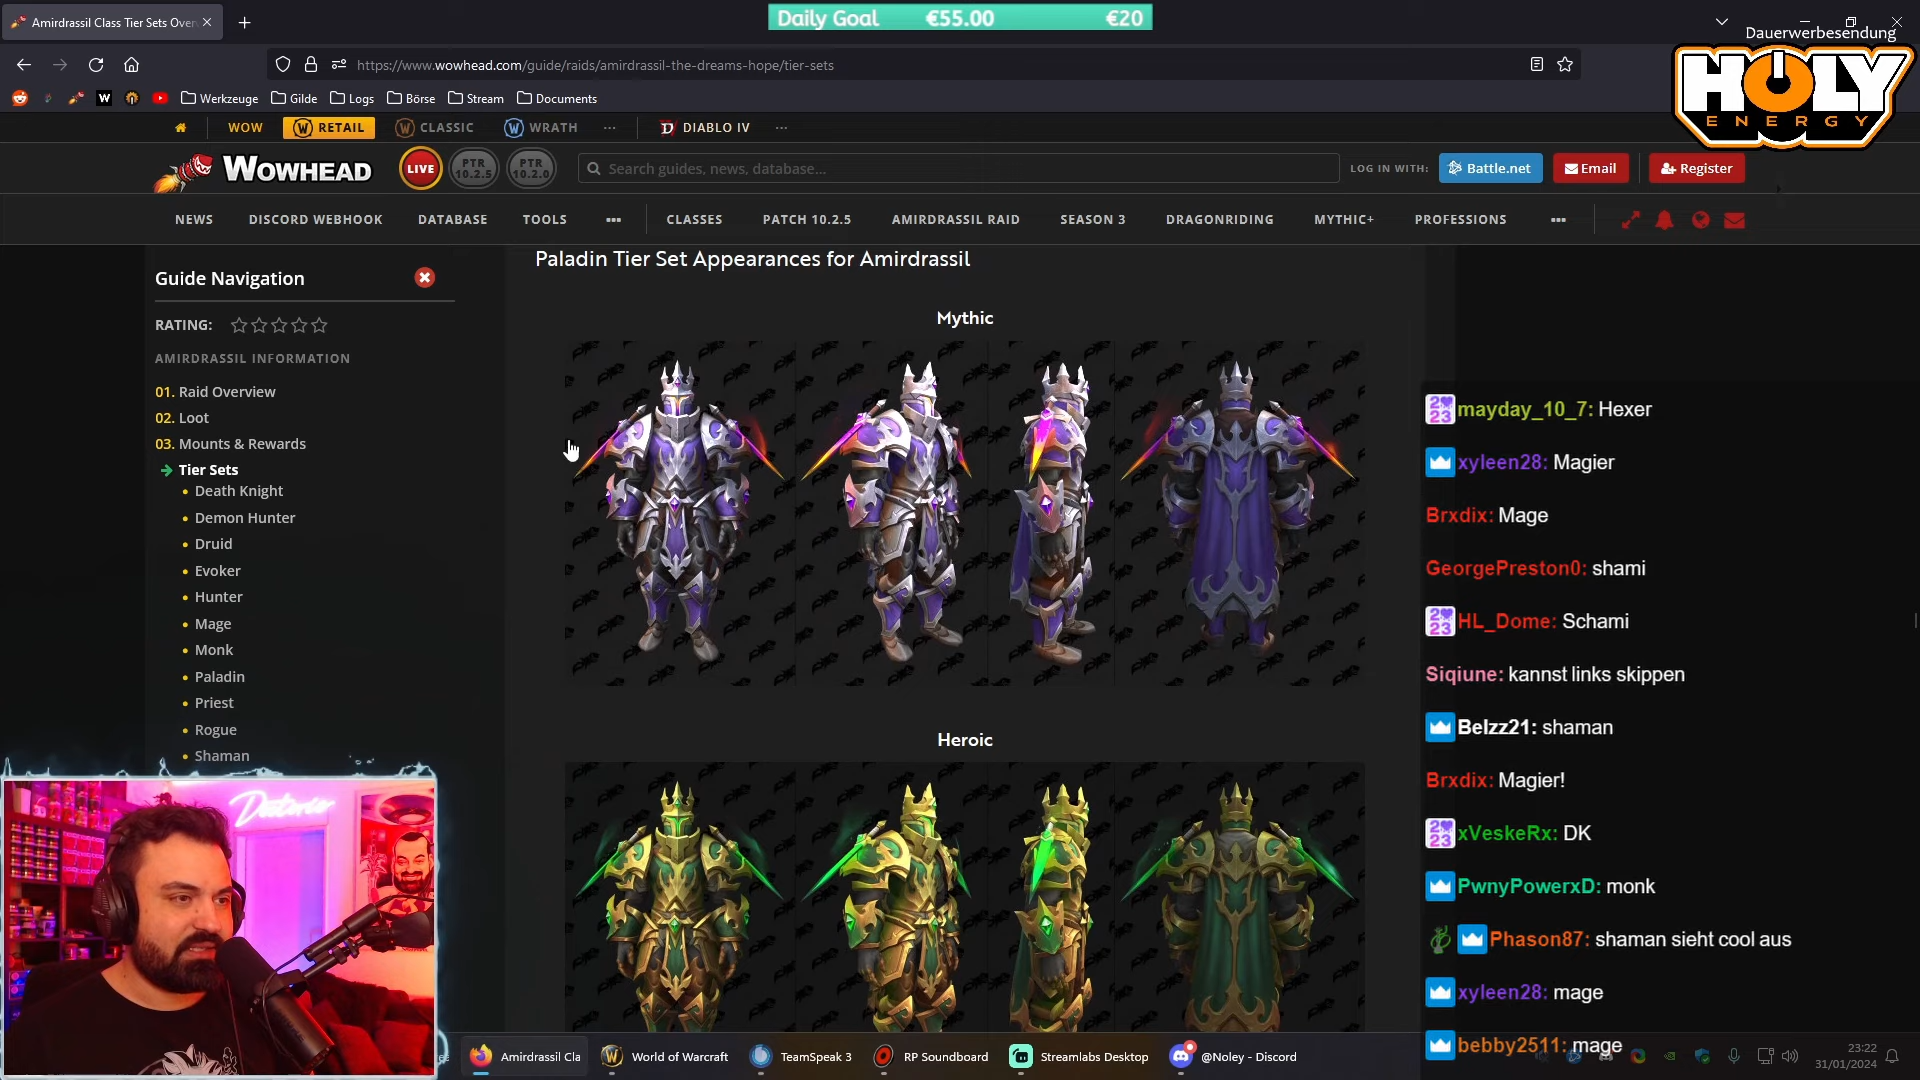 Daily Goal €55.00 €20
Amirdrassil Class Tier Sets Over
Dauerwerbesendung
https://www.wowhead.com/guide/raids/amirdrassil-the-dreams-hope/tier-sets
HOLY
ENERGY
Werkzeuge Gilde Logs Börse Stream Documents
WOW RETAIL CLASSIC WRATH ... DIABLO IV ...
WOWHEAD
LIVE
PTR 10.2.5
PTR 10.2.0
Search guides, news, database...
LOG IN WITH: Battle.net Email Register
NEWS DISCORD WEBHOOK DATABASE TOOLS ... CLASSES PATCH 10.2.5 AMIRDRASSIL RAID SEASON 3 DRAGONRIDING MYTHIC+ PROFESSIONS ...
Guide Navigation
RATING:
AMIRDRASSIL INFORMATION
01. Raid Overview
02. Loot
03. Mounts & Rewards
Tier Sets
Death Knight
Demon Hunter
Druid
Evoker
Hunter
Mage
Monk
Paladin
Priest
Rogue
Shaman
Paladin Tier Set Appearances for Amirdrassil
Mythic
Heroic
mayday_10_7: Hexer
xyleen28: Magier
Brxdix: Mage
GeorgePreston0: shami
HL_Dome: Schami
Siqiune: kannst links skippen
Belzz21: shaman
Brxdix: Magier!
xVeskeRx: DK
PwnyPowerxD: monk
Phason87: shaman sieht cool aus
xyleen28: mage
bebby2511: mage
Amirdrassil Cla World of Warcraft TeamSpeak 3 RP Soundboard Streamlabs Desktop @Noley - Discord
23:22
31/01/2024